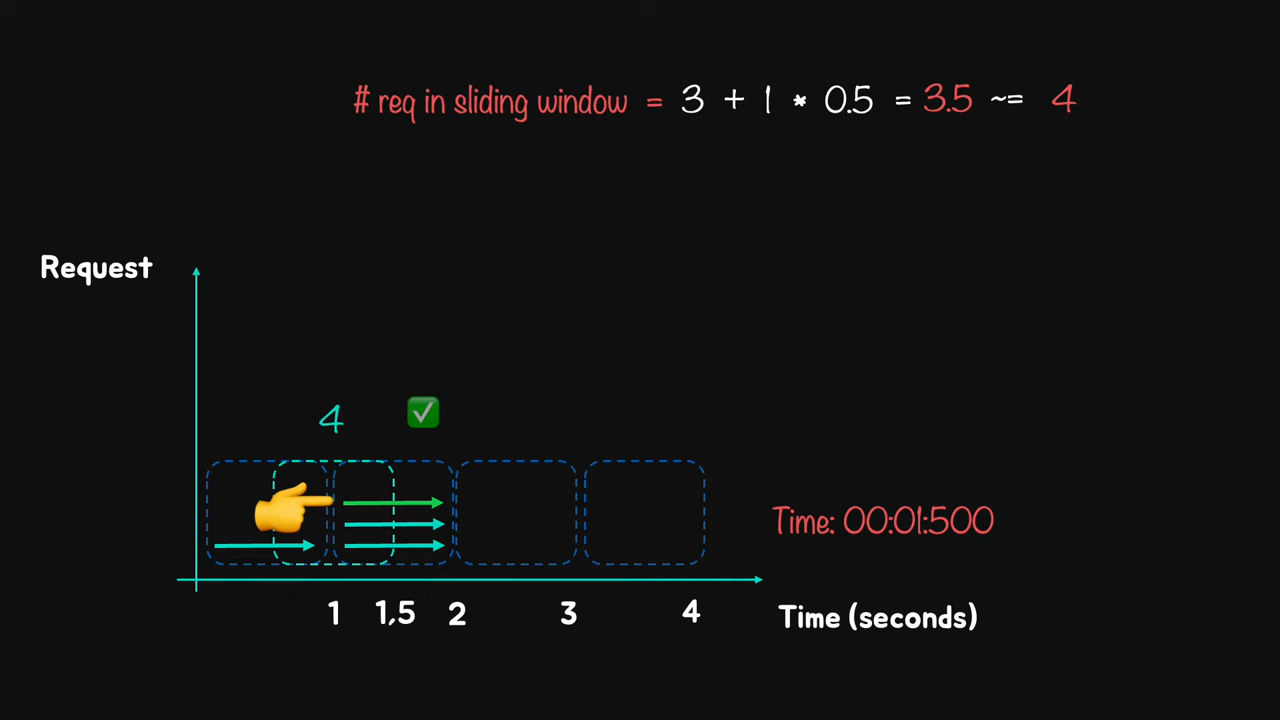 # req in sliding window = 3 + 1 * 0.5 = 3.5 ~= 4
Request
4
Time: 00:01:500
1 1,5 2 3 4
Time (seconds)